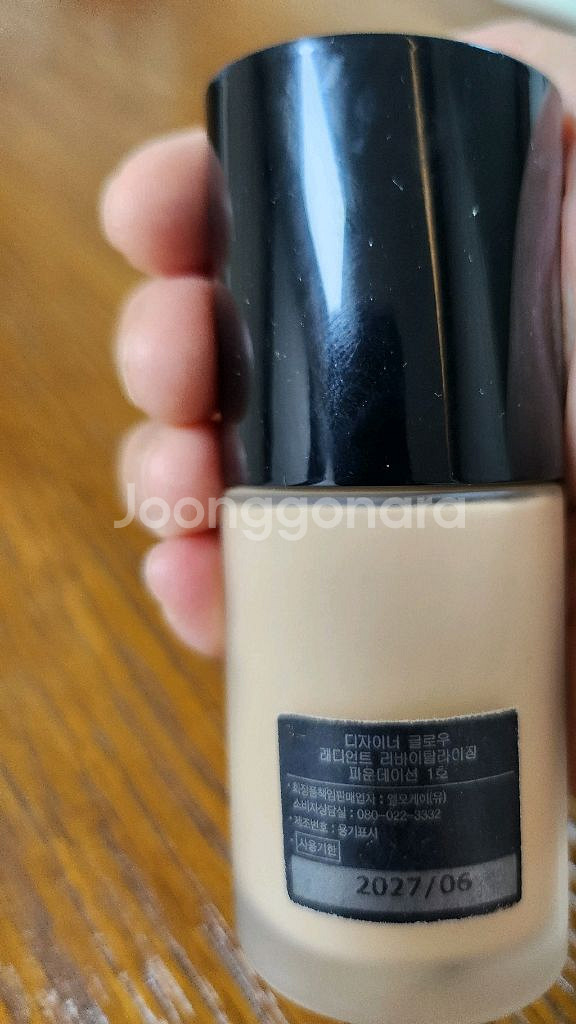 Joonggonara
디자이너 글로우
래디언트 리바이탈라이징
파운데이션 1호
·화장품책임판매업자 : 엘오케이(유)
소비자상담실 : 080-022-3332
·제조번호 : 용기표시
·사용기한
2027/06